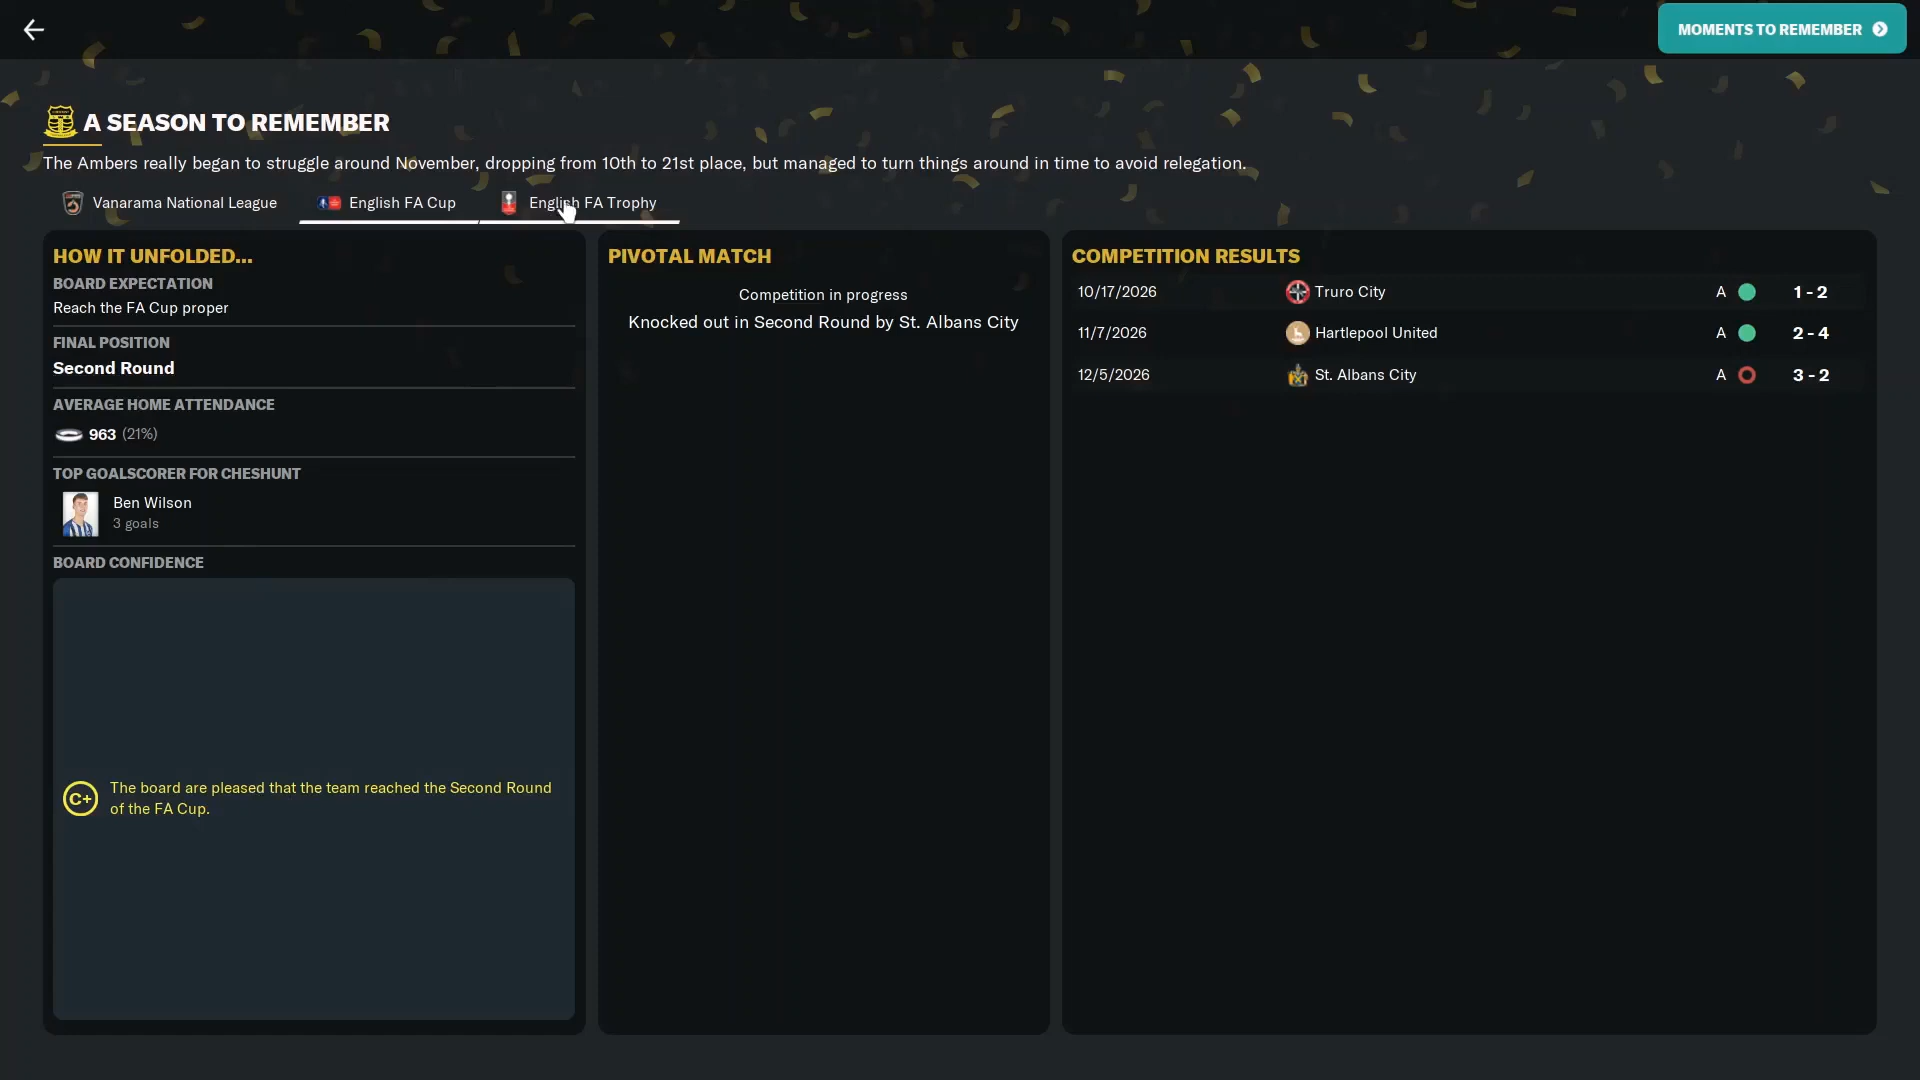 MOMENTS TO REMEMBER
A SEASON TO REMEMBER
The Ambers really began to struggle around November, dropping from 10th to 21st place, but managed to turn things around in time to avoid relegation.
Vanarama National League
English FA Cup
English FA Trophy
HOW IT UNFOLDED...
BOARD EXPECTATION
Reach the FA Cup proper
FINAL POSITION
Second Round
AVERAGE HOME ATTENDANCE
963 (21%)
TOP GOALSCORER FOR CHESHUNT
Ben Wilson
3 goals
BOARD CONFIDENCE
C+
The board are pleased that the team reached the Second Round
of the FA Cup.
PIVOTAL MATCH
Competition in progress
Knocked out in Second Round by St. Albans City
COMPETITION RESULTS
10/17/2026 Truro City A 1 - 2
11/7/2026 Hartlepool United A 2 - 4
12/5/2026 St. Albans City A 3 - 2